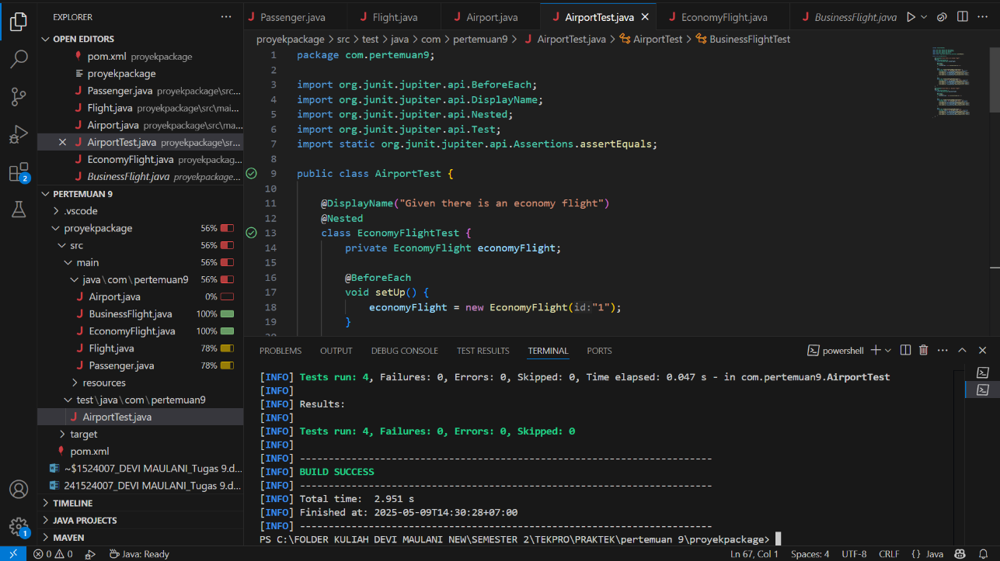 EXPLORER
OPEN EDITORS
pom.xml proyekpackage
proyekpackage
Passenger.java proyekpackage\src...
Flight.java proyekpackage\src\mai...
Airport.java proyekpackage\src\ma...
AirportTest.java proyekpackage\sr...
EconomyFlight.java proyekpackag...
BusinessFlight.java proyekpackage...
PERTEMUAN 9
.vscode
proyekpackage 56%
src 56%
main 56%
java\com\pertemuan9 56%
Airport.java 0%
BusinessFlight.java 100%
EconomyFlight.java 100%
Flight.java 78%
Passenger.java 78%
resources
test\java\com\pertemuan9
AirportTest.java
target
pom.xml
~$1524007_DEVI MAULANI_Tugas 9.d...
241524007_DEVI MAULANI_Tugas 9.d...
TIMELINE
JAVA PROJECTS
MAVEN
2
1
Passenger.java Flight.java Airport.java AirportTest.java EconomyFlight.java BusinessFlight.java
proyekpackage > src > test > java > com > pertemuan9 > AirportTest.java > AirportTest > BusinessFlightTest
1 package com.pertemuan9;
2
3 import org.junit.jupiter.api.BeforeEach;
4 import org.junit.jupiter.api.DisplayName;
5 import org.junit.jupiter.api.Nested;
6 import org.junit.jupiter.api.Test;
7 import static org.junit.jupiter.api.Assertions.assertEquals;
8
9 public class AirportTest {
10
11 @DisplayName("Given there is an economy flight")
12 @Nested
13 class EconomyFlightTest {
14 private EconomyFlight economyFlight;
15
16 @BeforeEach
17 void setUp() {
18 economyFlight = new EconomyFlight(id:"1");
19 }
PROBLEMS OUTPUT DEBUG CONSOLE TEST RESULTS TERMINAL PORTS
powershell
[INFO] Tests run: 4, Failures: 0, Errors: 0, Skipped: 0, Time elapsed: 0.047 s - in com.pertemuan9.AirportTest
[INFO]
[INFO] Results:
[INFO]
[INFO] Tests run: 4, Failures: 0, Errors: 0, Skipped: 0
[INFO]
[INFO] ------------------------------------------------------------------------
[INFO] BUILD SUCCESS
[INFO] ------------------------------------------------------------------------
[INFO] Total time:  2.951 s
[INFO] Finished at: 2025-05-09T14:30:28+07:00
[INFO] ------------------------------------------------------------------------
PS C:\FOLDER KULIAH DEVI MAULANI NEW\SEMESTER 2\TEKPRO\PRAKTEK\pertemuan 9\proyekpackage>
0 0 Java: Ready Ln 67, Col 1 Spaces: 4 UTF-8 CRLF {} Java